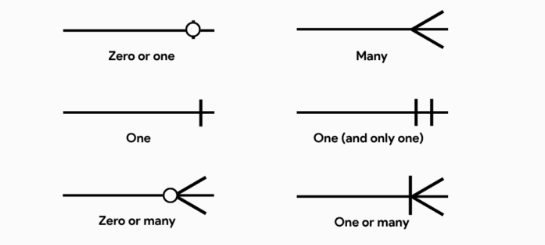 Zero or one
Many
One
One (and only one)
Zero or many
One or many